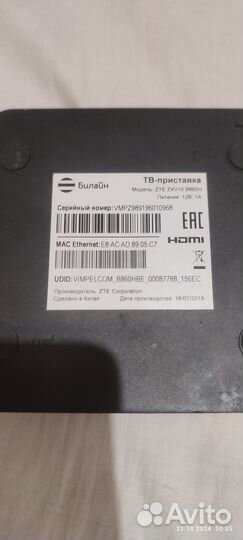 Билайн
ТВ-приставка
Модель: ZTE ZXV10 B860H
Питание: 12В, 1А
Серийный номер: VMPZ989196010968
EAC
MAC Ethernet: E8 AC AD 89 05 C7
HDMI
UDID: VIMPELCOM_B860HBE_00087788_156EC
Производитель: ZTE Corporation
Сделано в Китае
Дата производства: 18/07/2019
Avito
21.10.2024 20:35